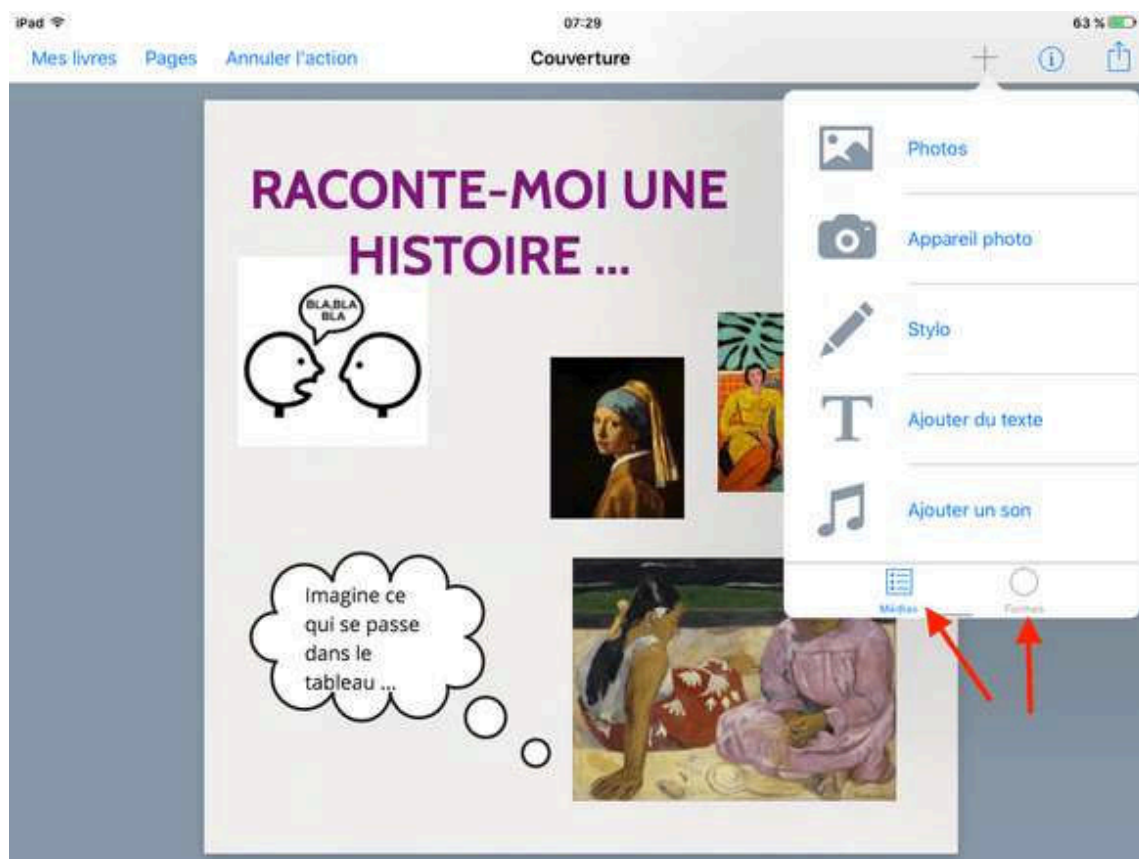 iPad 07:29 63 %
Mes livres Pages Annuler l'action Couverture
RACONTE-MOI UNE
HISTOIRE ...
BLA,BLA
BLA
Imagine ce
qui se passe
dans le
tableau ...
Photos
Appareil photo
Stylo
Ajouter du texte
Ajouter un son
Médias Formes